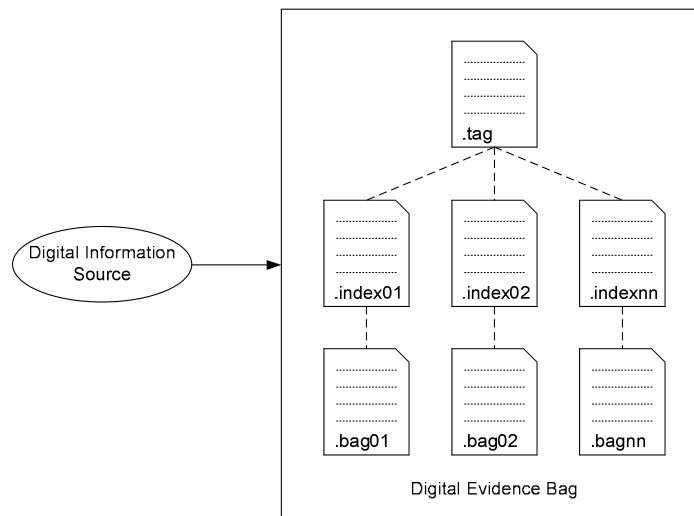 .tag
Digital Information
Source
.index01
.index02
.indexnn
.bag01
.bag02
.bagnn
Digital Evidence Bag